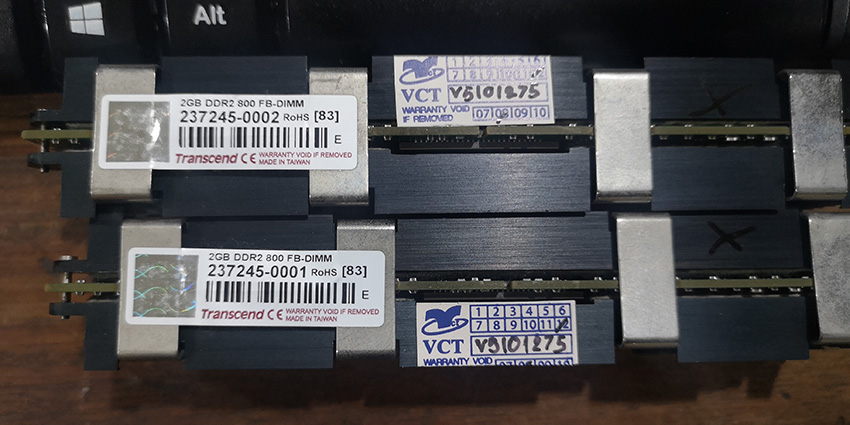 Alt
2GB DDR2 800 FB-DIMM
237245-0002 RoHS [83]
E
Transcend CE WARRANTY VOID IF REMOVED
MADE IN TAIWAN
1 2 3 4 5 6
7 8 9 10 11 12
VCT V5101275
WARRANTY VOID
IF REMOVED 07 08 09 10
2GB DDR2 800 FB-DIMM
237245-0001 RoHS [83]
E
Transcend CE WARRANTY VOID IF REMOVED
MADE IN TAIWAN
1 2 3 4 5 6
7 8 9 10 11 12
VCT V9101275
WARRANTY VOID